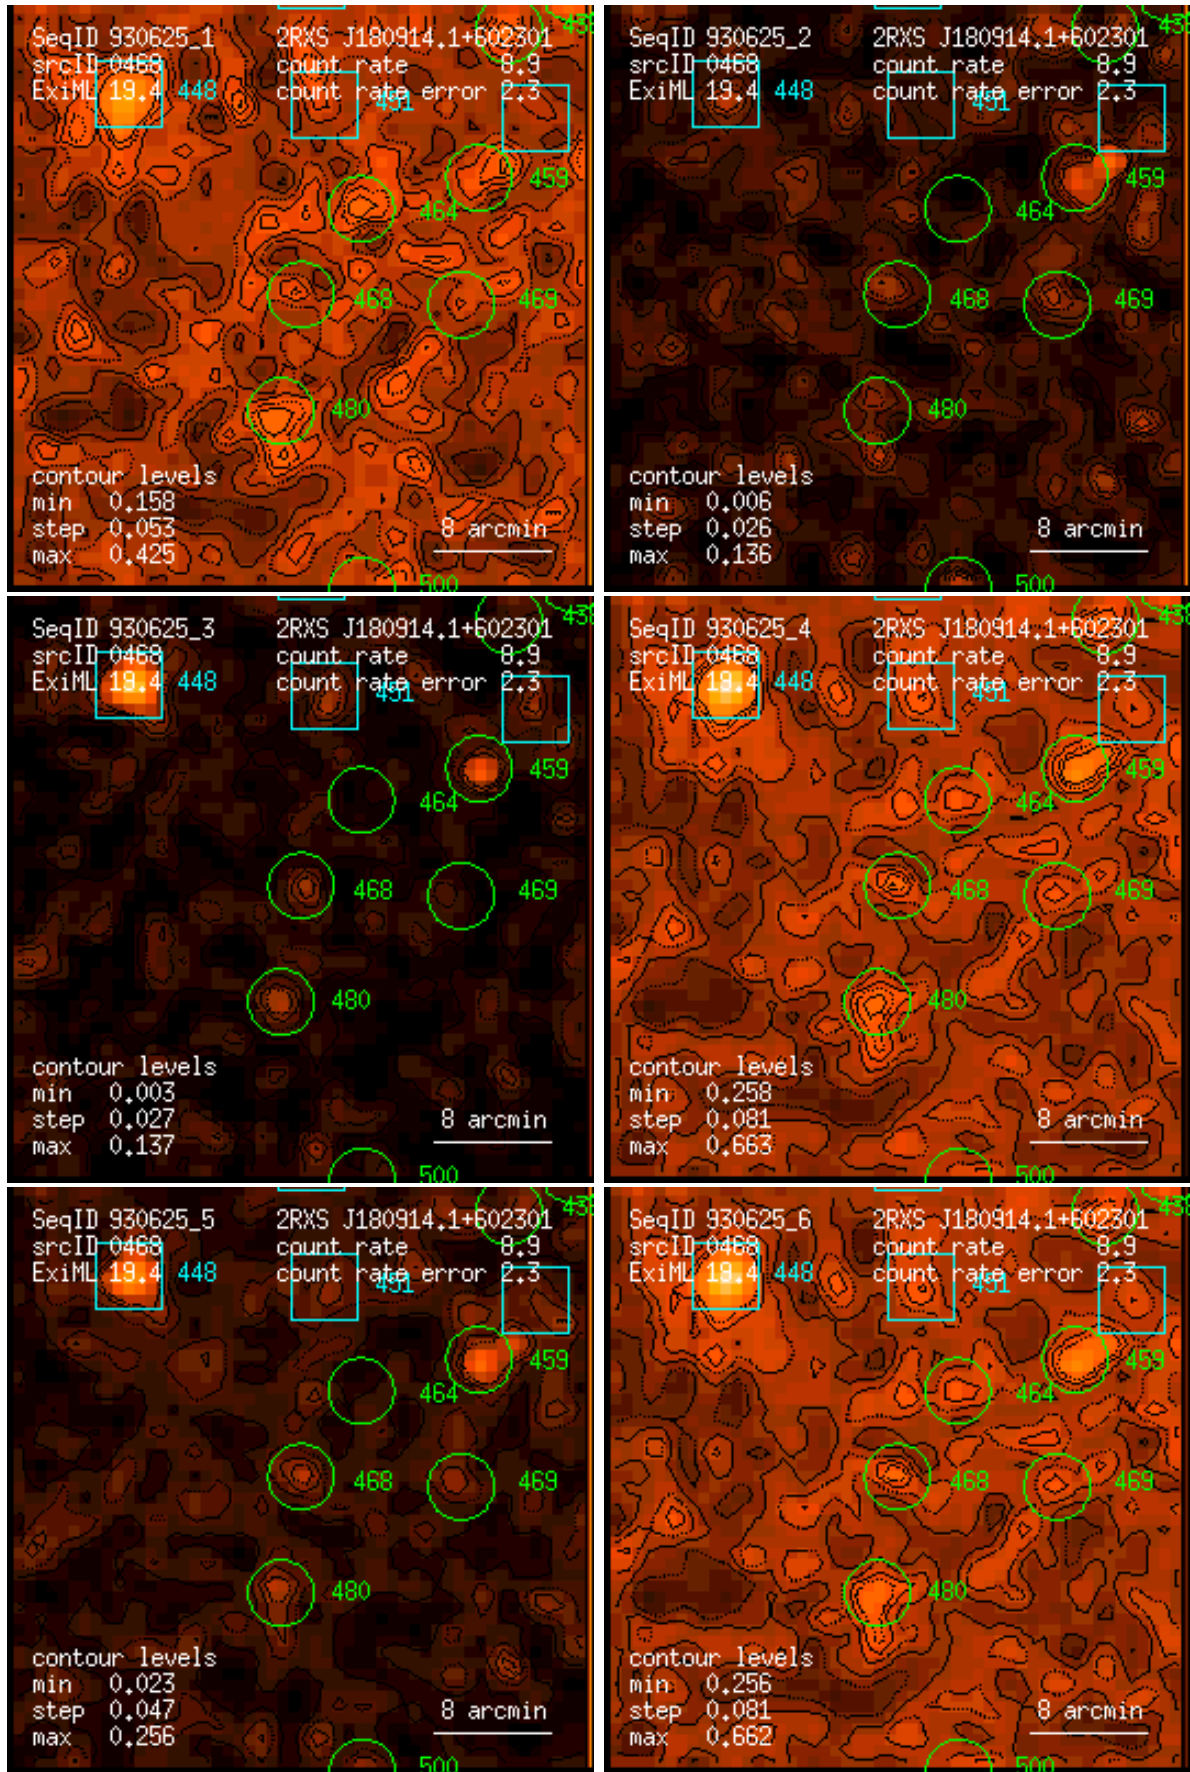 SeqID 930625_1 2RXS J180914.1+602301 438
srcID 0468 count rate 8.9
ExiML 19.4 448 count rate error 2.3
451
459
464
468 469
480
contour levels
min 0.158
step 0.053 8 arcmin
max 0.425
500
SeqID 930625_2 2RXS J180914.1+602301 438
srcID 0468 count rate 8.9
ExiML 19.4 448 count rate error 2.3
451
459
464
468 469
480
contour levels
min 0.006
step 0.026 8 arcmin
max 0.136
500
SeqID 930625_3 2RXS J180914.1+602301 438
srcID 0468 count rate 8.9
ExiML 19.4 448 count rate error 2.3
451
459
464
468 469
480
contour levels
min 0.003
step 0.027 8 arcmin
max 0.137
500
SeqID 930625_4 2RXS J180914.1+602301 438
srcID 0468 count rate 8.9
ExiML 19.4 448 count rate error 2.3
451
459
464
468 469
480
contour levels
min 0.258
step 0.081 8 arcmin
max 0.663
500
SeqID 930625_5 2RXS J180914.1+602301 438
srcID 0468 count rate 8.9
ExiML 19.4 448 count rate error 2.3
451
459
464
468 469
480
contour levels
min 0.023
step 0.047 8 arcmin
max 0.256
500
SeqID 930625_6 2RXS J180914.1+602301 438
srcID 0468 count rate 8.9
ExiML 19.4 448 count rate error 2.3
451
459
464
468 469
480
contour levels
min 0.256
step 0.081 8 arcmin
max 0.662
500